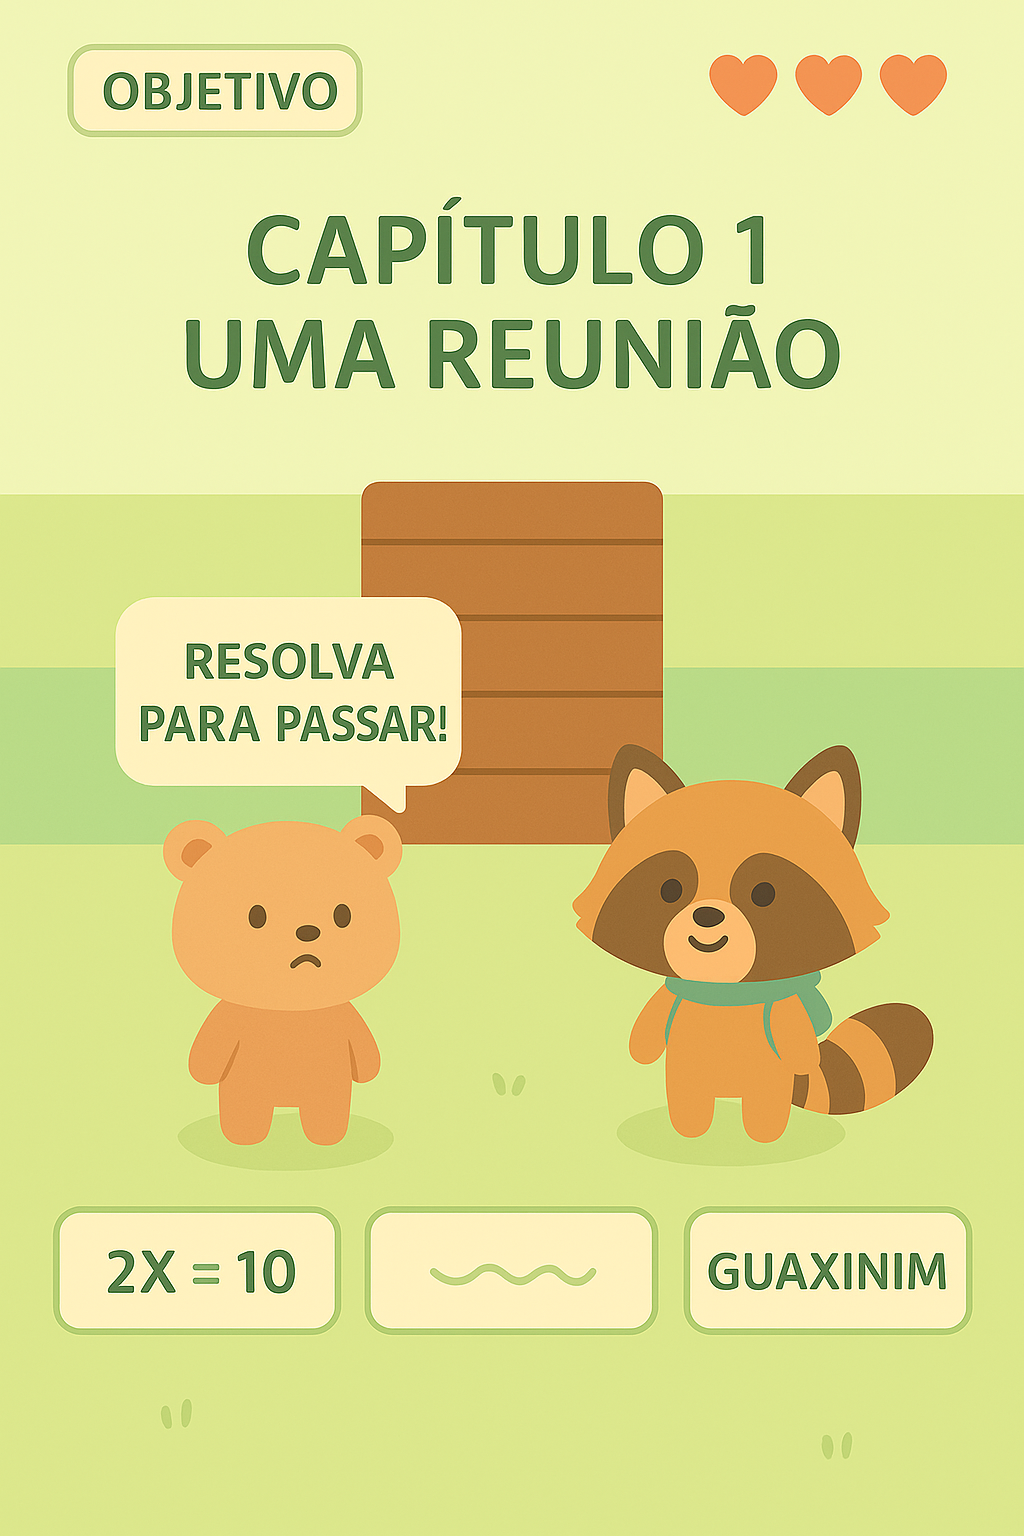 OBJETIVO
CAPÍTULO 1
UMA REUNIÃO
RESOLVA
PARA PASSAR!
2X = 10
GUAXINIM